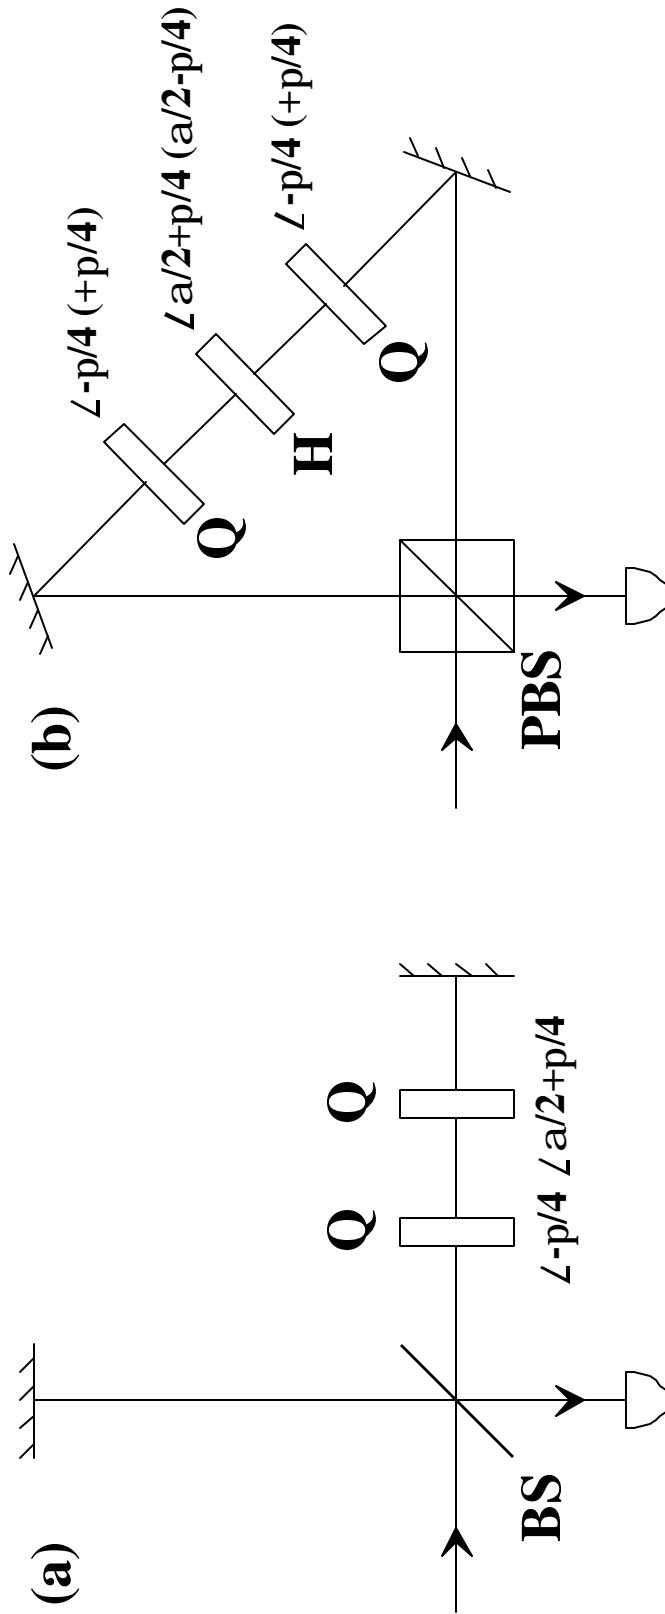 (a)
BS
Q
Q
∠-p/4 ∠a/2+p/4
(b)
∠-p/4 (+p/4)
∠a/2+p/4 (a/2-p/4)
∠-p/4 (+p/4)
Q
H
Q
PBS